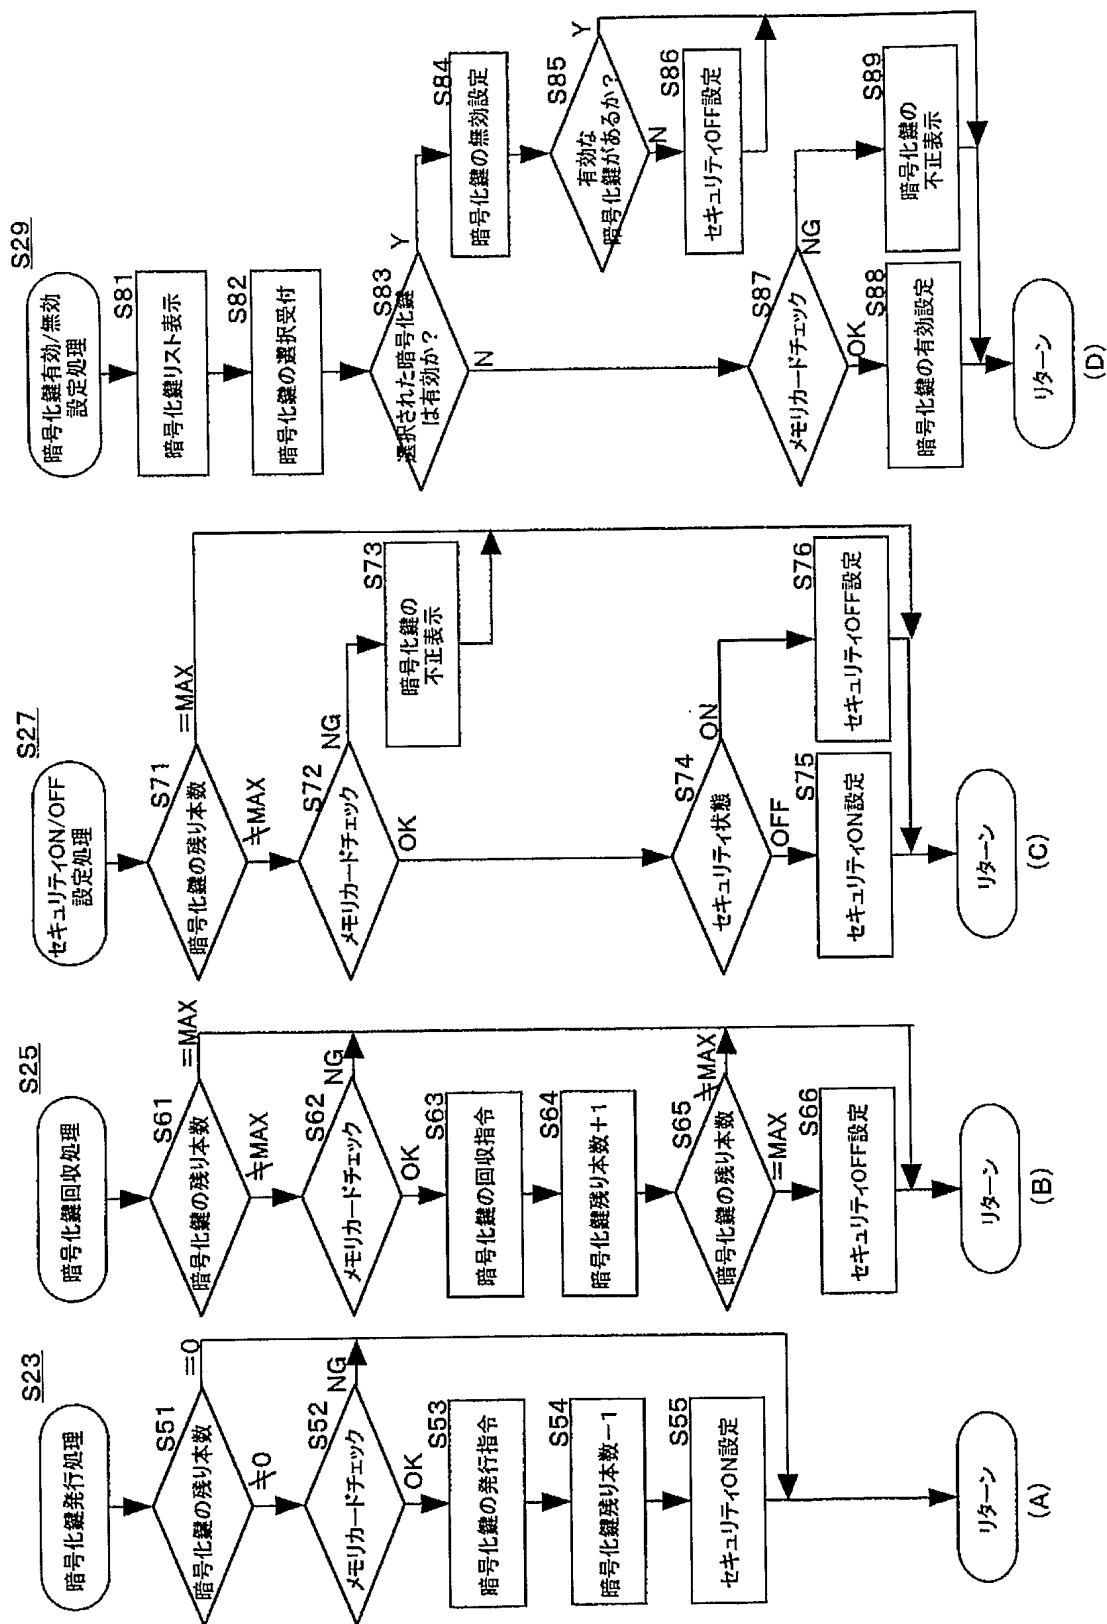 S23
暗号化鍵発行処理
S51
暗号化鍵の残り本数
=0
≠0
S52
メモリカードチェック
NG
OK
S53
暗号化鍵の発行指令
S54
暗号化鍵残り本数−1
S55
セキュリティON設定
リターン
(A)
S25
暗号化鍵回収処理
S61
暗号化鍵の残り本数
=MAX
≠MAX
S62
メモリカードチェック
NG
OK
S63
暗号化鍵の回収指令
S64
暗号化鍵残り本数+1
S65
暗号化鍵の残り本数
≠MAX
=MAX
S66
セキュリティOFF設定
リターン
(B)
S27
セキュリティON/OFF
設定処理
S71
暗号化鍵の残り本数
=MAX
≠MAX
S72
メモリカードチェック
NG
OK
S73
暗号化鍵の
不正表示
S74
セキュリティ状態
ON
OFF
S75
セキュリティON設定
S76
セキュリティOFF設定
リターン
(C)
S29
暗号化鍵有効/無効
設定処理
S81
暗号化鍵リスト表示
S82
暗号化鍵の選択受付
S83
選択された暗号化鍵
は有効か?
Y
N
S84
暗号化鍵の無効設定
S85
有効な
暗号化鍵があるか?
Y
N
S86
セキュリティOFF設定
S87
メモリカードチェック
NG
OK
S88
暗号化鍵の有効設定
S89
暗号化鍵の
不正表示
リターン
(D)